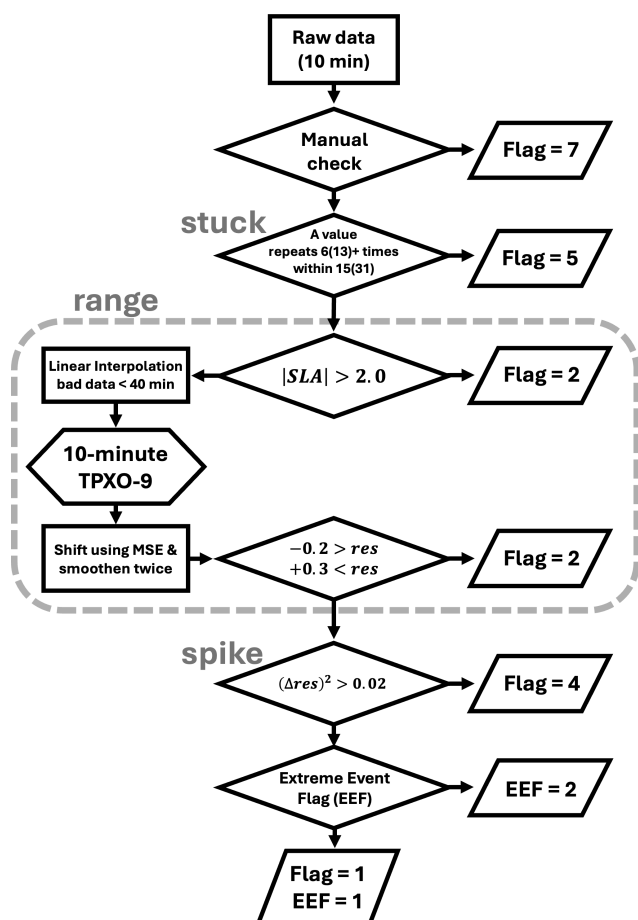 Raw data
(10 min)
Manual
check
Flag = 7
stuck
A value
repeats 6(13)+ times
within 15(31)
Flag = 5
range
Linear Interpolation
bad data < 40 min
|SLA| > 2.0
Flag = 2
10-minute
TPXO-9
Shift using MSE &
smoothen twice
−0.2 > res
+0.3 < res
Flag = 2
spike
(Δres)² > 0.02
Flag = 4
Extreme Event
Flag (EEF)
EEF = 2
Flag = 1
EEF = 1